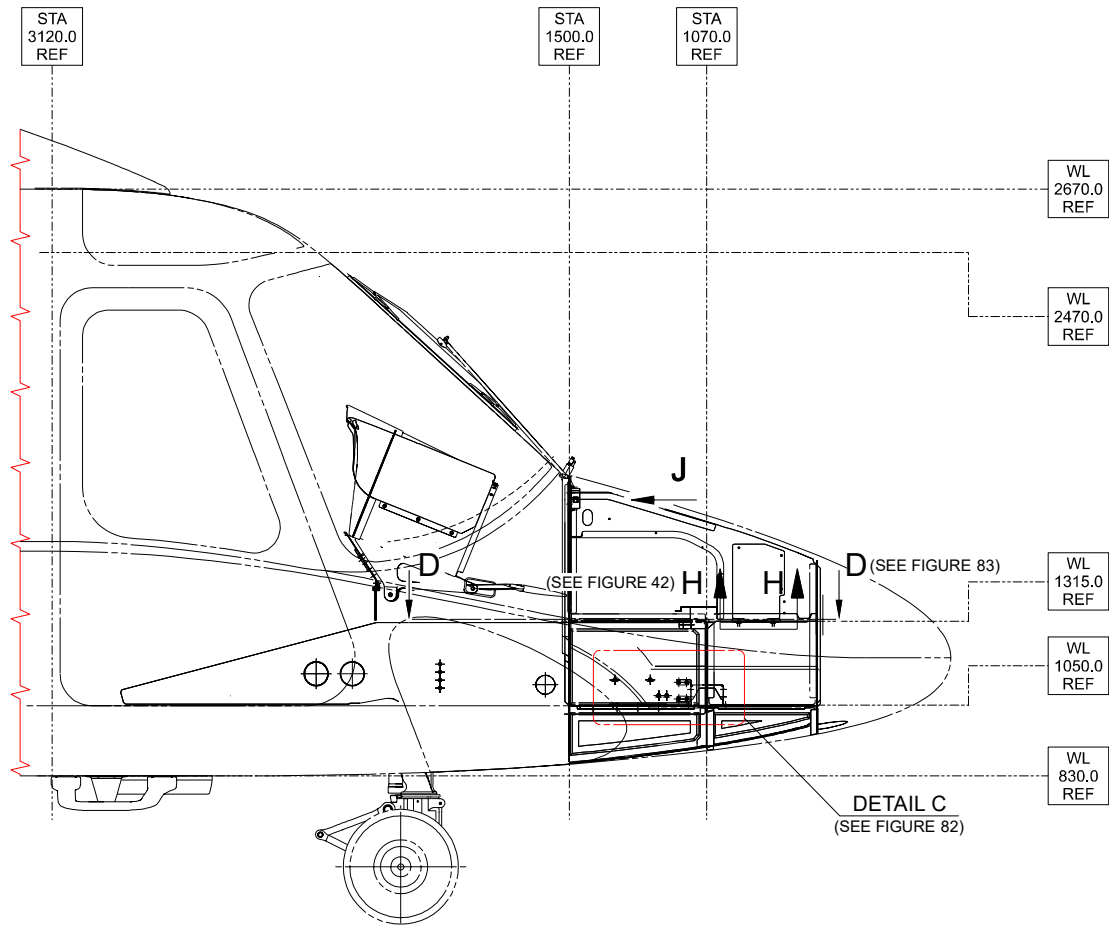 STA
3120.0
REF
STA
1500.0
REF
STA
1070.0
REF
WL
2670.0
REF
WL
2470.0
REF
J
D
(SEE FIGURE 42)
H
H
D (SEE FIGURE 83)
WL
1315.0
REF
WL
1050.0
REF
WL
830.0
REF
DETAIL C
(SEE FIGURE 82)